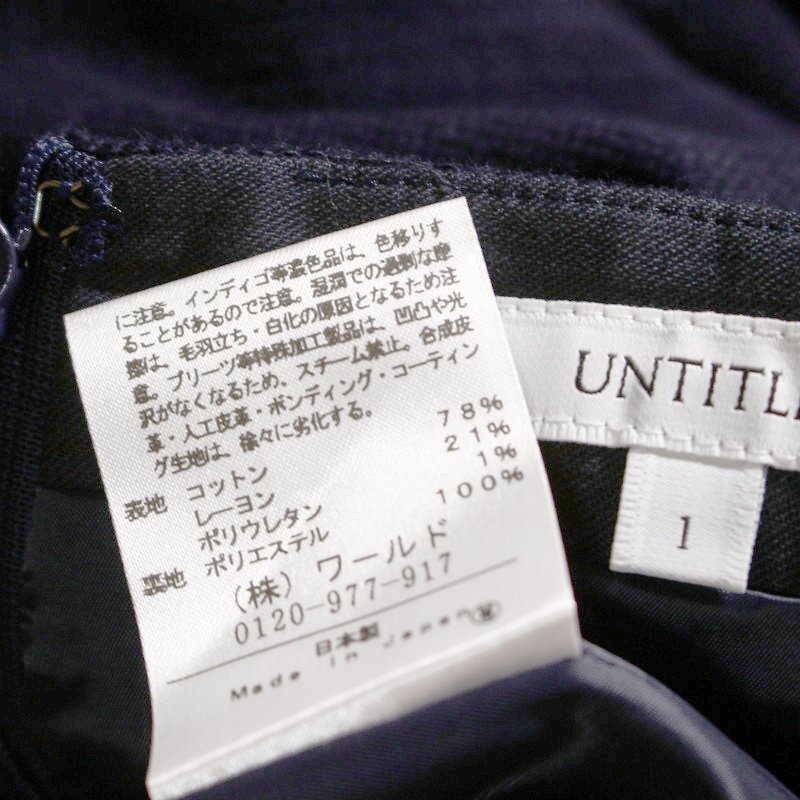 に注意。インディゴ等濃色品は、色移りす
ることがあるので注意。湿潤での過剰な摩
擦は、毛羽立ち・白化の原因となるため注
意。プリーツ等特殊加工製品は、凹凸や光
沢がなくなるため、スチーム禁止。合成皮
革・人工皮革・ボンディング・コーティン
グ生地は、徐々に劣化する。
表地 コットン 78%
レーヨン 21%
ポリウレタン 1%
裏地 ポリエステル 100%
(株) ワールド
0120-977-917
日本製
Made in Japan
UNTITL
1